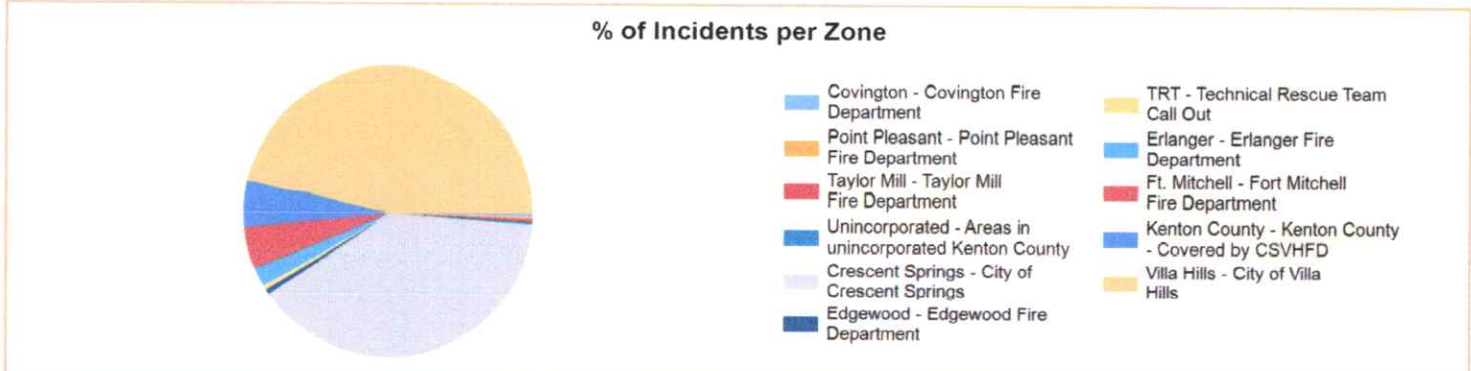 % of Incidents per Zone
Covington - Covington Fire
Department
Point Pleasant - Point Pleasant
Fire Department
Taylor Mill - Taylor Mill
Fire Department
Unincorporated - Areas in
unincorporated Kenton County
Crescent Springs - City of
Crescent Springs
Edgewood - Edgewood Fire
Department
TRT - Technical Rescue Team
Call Out
Erlanger - Erlanger Fire
Department
Ft. Mitchell - Fort Mitchell
Fire Department
Kenton County - Kenton County
- Covered by CSVHFD
Villa Hills - City of Villa
Hills